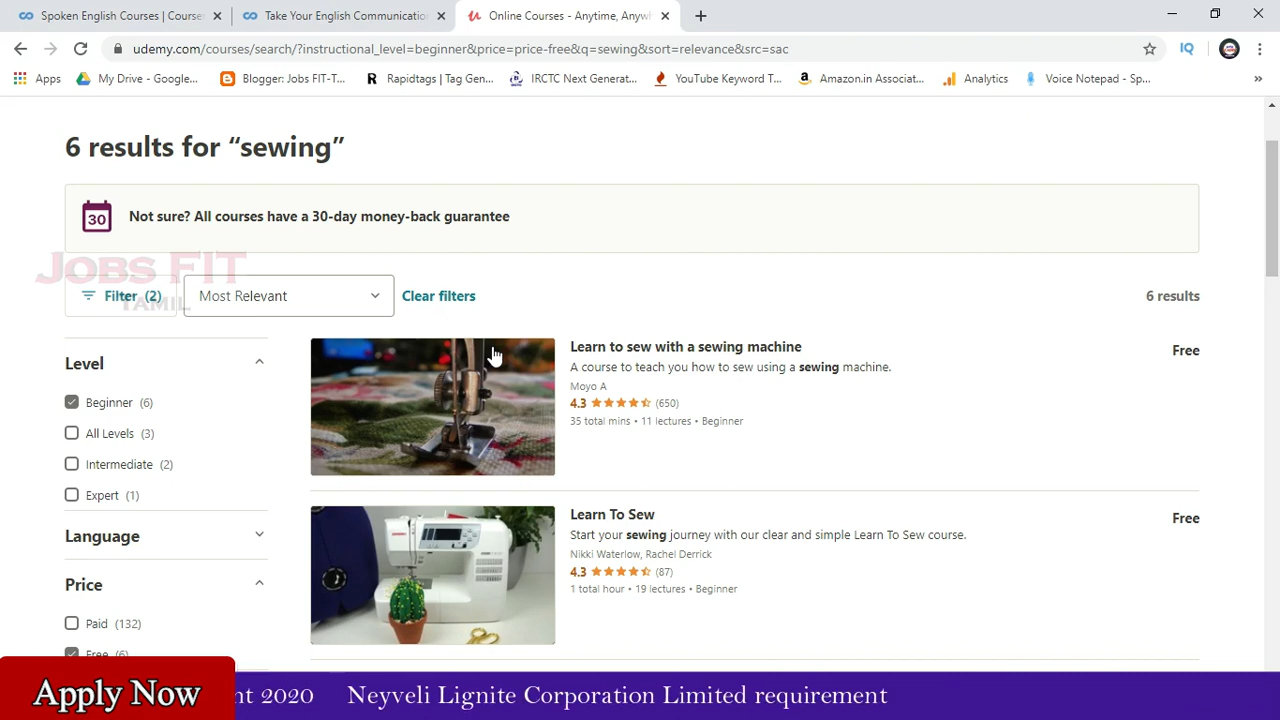 Spoken English Courses | Course
Take Your English Communication
Online Courses - Anytime, Anyw
udemy.com/courses/search/?instructional_level=beginner&price=price-free&q=sewing&sort=relevance&src=sac
IQ
Apps
My Drive - Google...
Blogger: Jobs FIT-T...
Rapidtags | Tag Gen...
IRCTC Next Generat...
YouTube Keyword T...
Amazon.in Associat...
Analytics
Voice Notepad - Sp...
6 results for “sewing”
30
Not sure? All courses have a 30-day money-back guarantee
JOBS FIT
TAMIL
Filter (2)
Most Relevant
Clear filters
6 results
Level
Beginner (6)
All Levels (3)
Intermediate (2)
Expert (1)
Language
Price
Paid (132)
Free (6)
Learn to sew with a sewing machine
Free
A course to teach you how to sew using a sewing machine.
Moyo A
4.3 (650)
35 total mins • 11 lectures • Beginner
Learn To Sew
Free
Start your sewing journey with our clear and simple Learn To Sew course.
Nikki Waterlow, Rachel Derrick
4.3 (87)
1 total hour • 19 lectures • Beginner
Apply Now
nt 2020 Neyveli Lignite Corporation Limited requirement